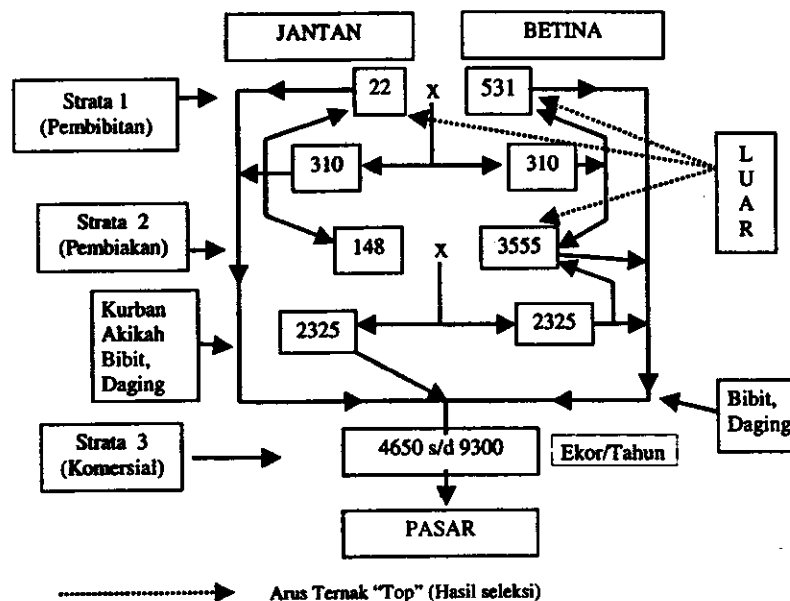 JANTAN
BETINA
Strata 1
(Pembibitan)
22
X
531
310
310
L
U
A
R
Strata 2
(Pembiakan)
148
X
3555
Kurban
Akikah
Bibit,
Daging
2325
2325
Bibit,
Daging
Strata 3
(Komersial)
4650 s/d 9300
Ekor/Tahun
PASAR
Arus Ternak “Top” (Hasil seleksi)